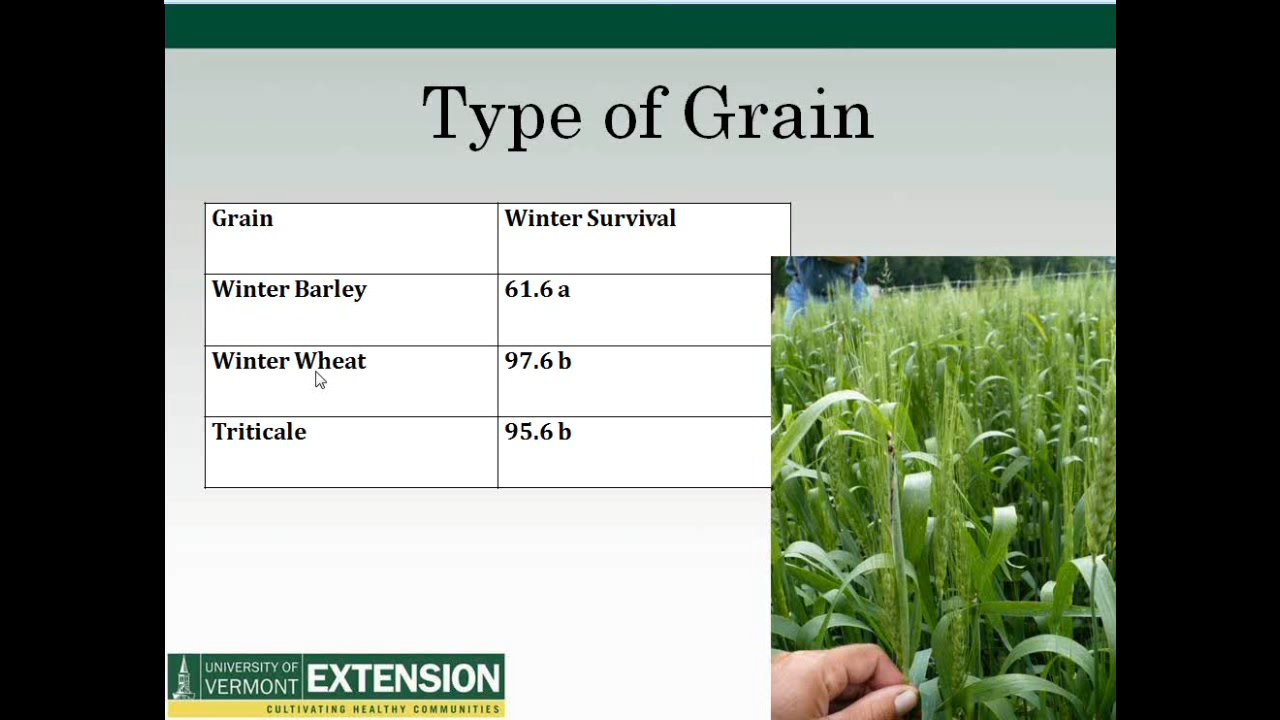 Type of Grain
Grain Winter Survival
Winter Barley 61.6 a
Winter Wheat 97.6 b
Triticale 95.6 b
UNIVERSITY OF
VERMONT EXTENSION
CULTIVATING HEALTHY COMMUNITIES